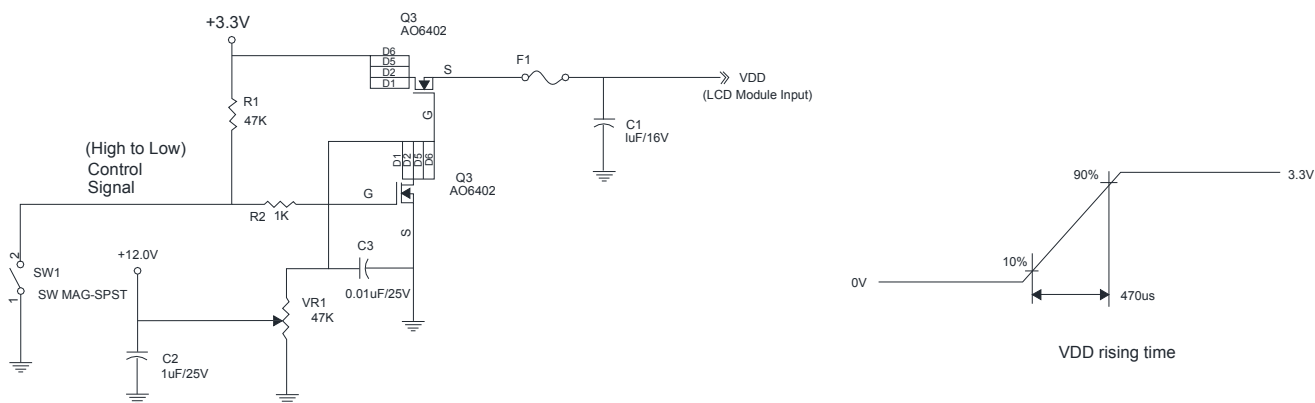 Q3
AO6402
+3.3V
D6
D5
D2
D1
S
F1
VDD
(LCD Module Input)
G
R1
47K
C1
IuF/16V
(High to Low)
Control
Signal
D1
D2
D5
D6
Q3
AO6402
G
R2 1K
S
C3
0.01uF/25V
+12.0V
2
SW1
1
SW MAG-SPST
VR1
47K
C2
1uF/25V
90%
3.3V
10%
0V
470us
VDD rising time